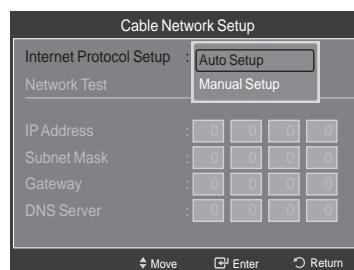 Cable Network Setup
Internet Protocol Setup : Auto Setup
Manual Setup
Network Test
IP Address : 0 0 0 0
Subnet Mask : 0 0 0 0
Gateway : 0 0 0 0
DNS Server : 0 0 0 0
Move Enter Return